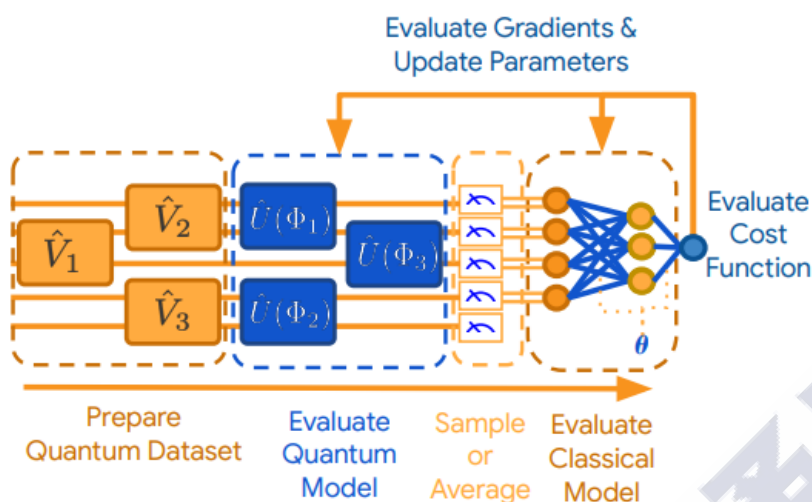 Evaluate Gradients &
Update Parameters
V̂₁
V̂₂
V̂₃
Û(Φ₁)
Û(Φ₂)
Û(Φ₃)
Evaluate
Cost
Function
θ
Prepare
Quantum Dataset
Evaluate
Quantum
Model
Sample
or
Average
Evaluate
Classical
Model